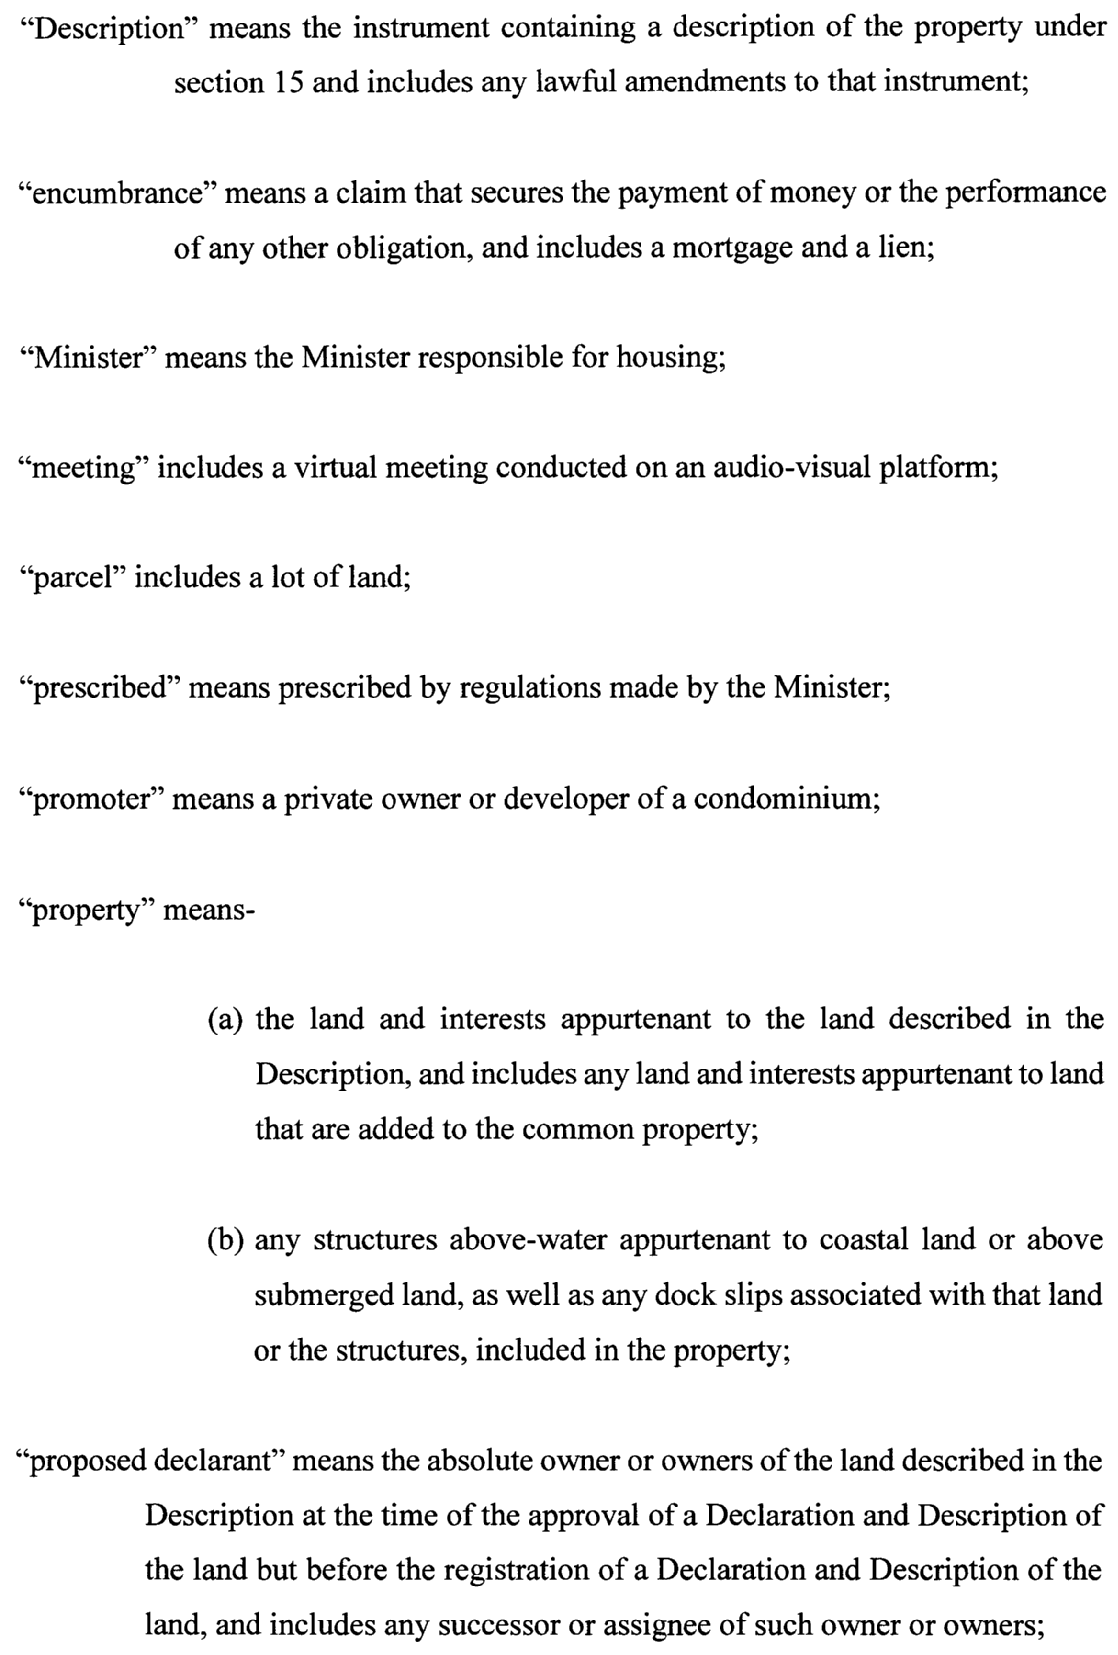 “Description” means the instrument containing a description of the property under
section 15 and includes any lawful amendments to that instrument;
“encumbrance” means a claim that secures the payment of money or the performance
of any other obligation, and includes a mortgage and a lien;
“Minister” means the Minister responsible for housing;
“meeting” includes a virtual meeting conducted on an audio-visual platform;
“parcel” includes a lot of land;
“prescribed” means prescribed by regulations made by the Minister;
“promoter” means a private owner or developer of a condominium;
“property” means-
(a) the land and interests appurtenant to the land described in the
Description, and includes any land and interests appurtenant to land
that are added to the common property;
(b) any structures above-water appurtenant to coastal land or above
submerged land, as well as any dock slips associated with that land
or the structures, included in the property;
“proposed declarant” means the absolute owner or owners of the land described in the
Description at the time of the approval of a Declaration and Description of
the land but before the registration of a Declaration and Description of the
land, and includes any successor or assignee of such owner or owners;